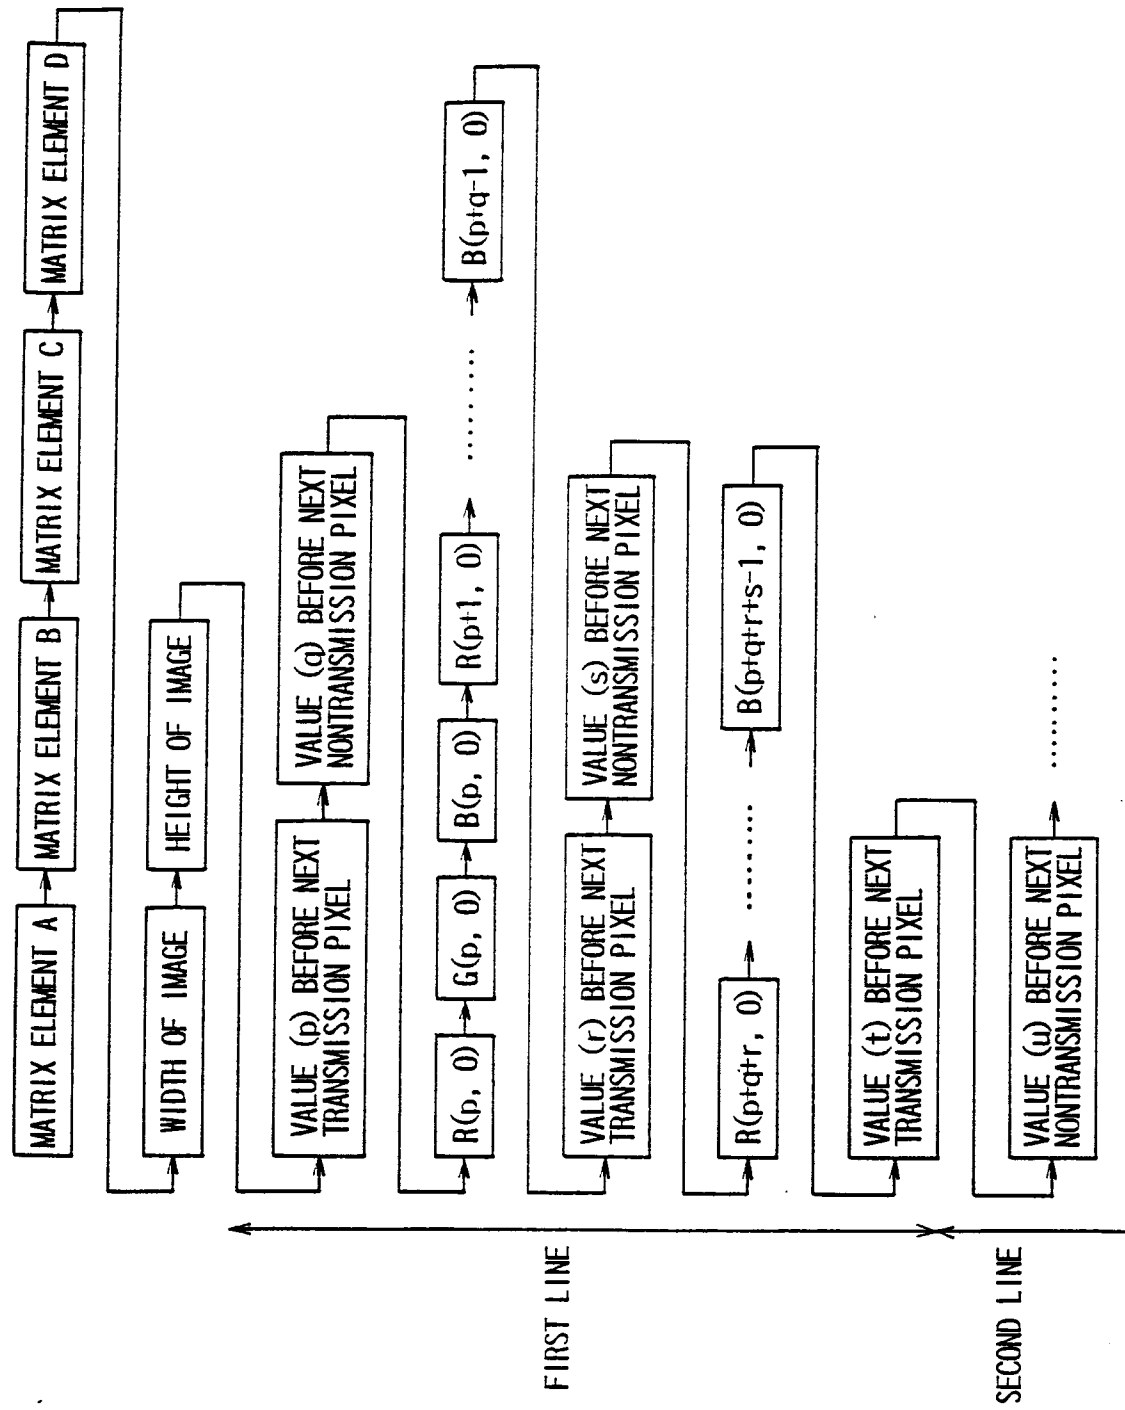 MATRIX ELEMENT A
MATRIX ELEMENT B
MATRIX ELEMENT C
MATRIX ELEMENT D
WIDTH OF IMAGE
HEIGHT OF IMAGE
FIRST LINE
VALUE (p) BEFORE NEXT
TRANSMISSION PIXEL
VALUE (q) BEFORE NEXT
NONTRANSMISSION PIXEL
R(p, 0)
G(p, 0)
B(p, 0)
R(p+1, 0)
.........
B(p+q-1, 0)
VALUE (r) BEFORE NEXT
TRANSMISSION PIXEL
VALUE (s) BEFORE NEXT
NONTRANSMISSION PIXEL
R(p+q+r, 0)
.........
B(p+q+r+s-1, 0)
VALUE (t) BEFORE NEXT
TRANSMISSION PIXEL
SECOND LINE
VALUE (u) BEFORE NEXT
NONTRANSMISSION PIXEL
.........